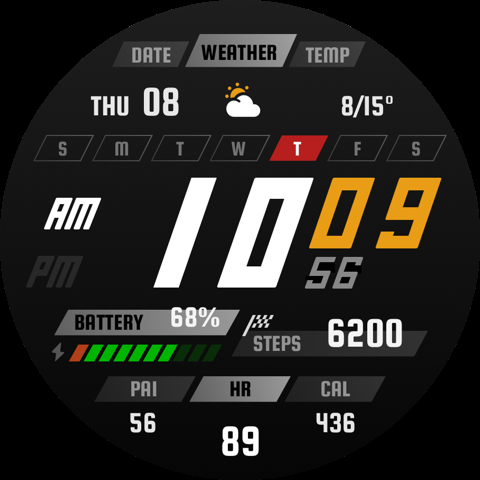 DATE WEATHER TEMP
THU 08 8/15°
S M T W T F S
AM 10 09
PM 56
BATTERY 68%
STEPS 6200
PAI HR CAL
56 89 436